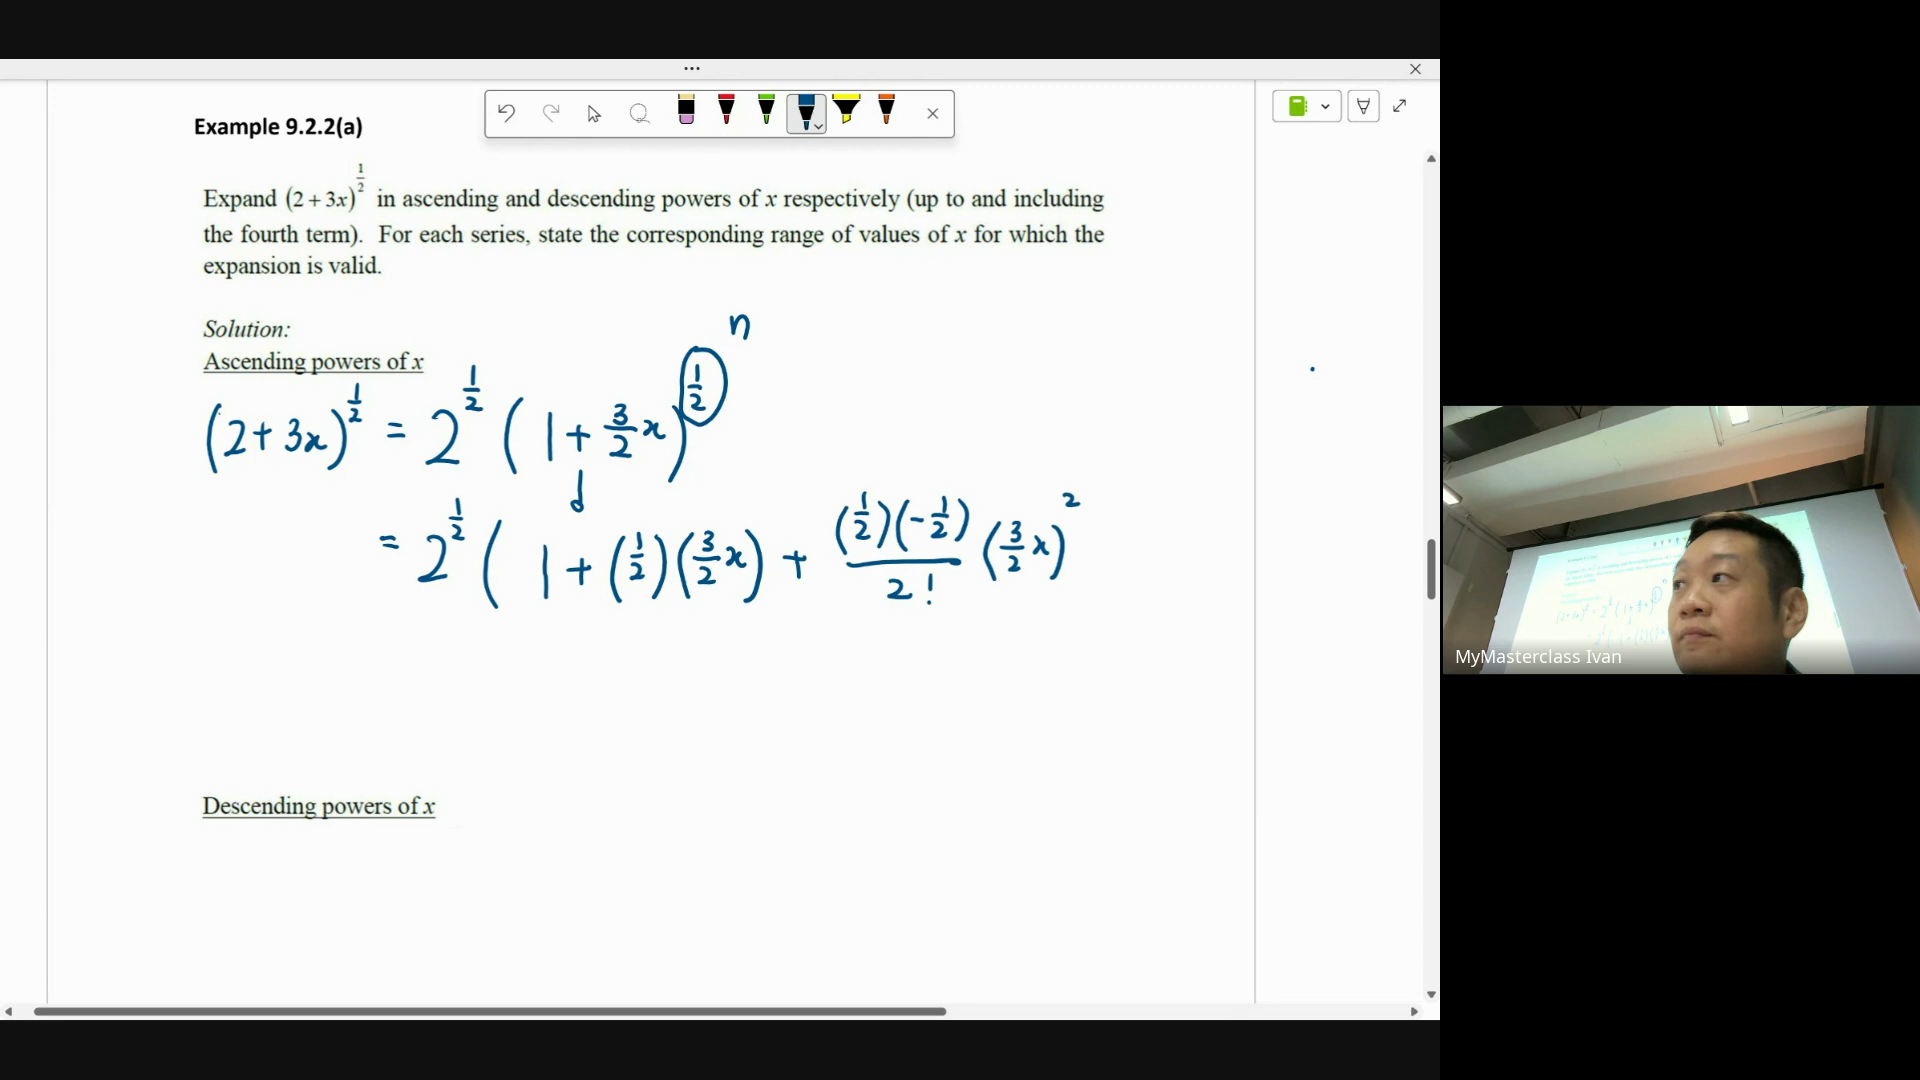 Example 9.2.2(a)
Expand (2 + 3x)^{1/2} in ascending and descending powers of x respectively (up to and including
the fourth term). For each series, state the corresponding range of values of x for which the
expansion is valid.
Solution:
n
Ascending powers of x
(2 + 3x)^{1/2} = 2^{1/2} ( 1 + 3/2 x )^{1/2}
= 2^{1/2} ( 1 + (1/2)(3/2 x) + (1/2)(-1/2)/2! (3/2 x)^2
Descending powers of x
MyMasterclass Ivan